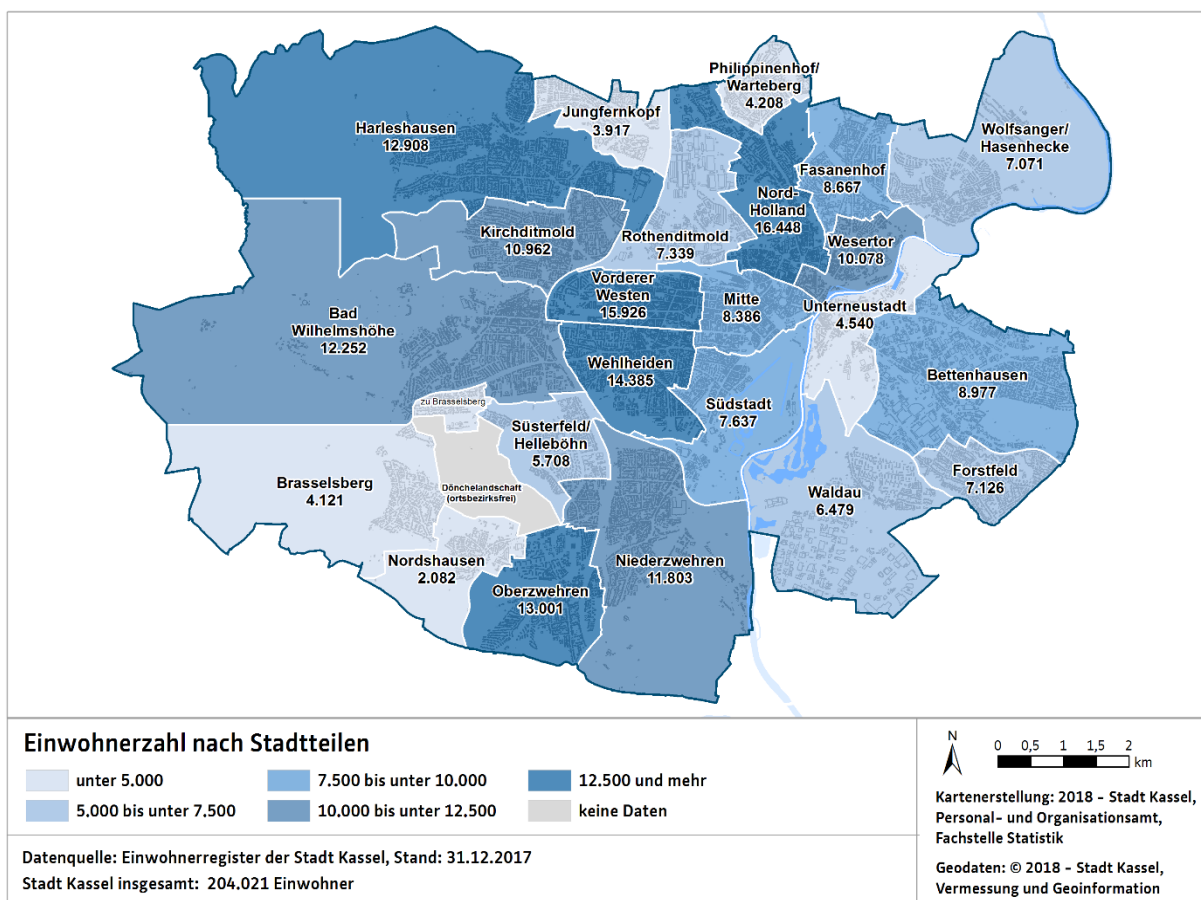 Philippinenhof/
Warteberg
4.208
Jungfernkopf
3.917
Harleshausen
12.908
Wolfsanger/
Hasenhecke
7.071
Fasanenhof
8.667
Nord-
Holland
16.448
Kirchditmold
10.962
Rothenditmold
7.339
Wesertor
10.078
Vorderer
Westen
15.926
Mitte
8.386
Unterneustadt
4.540
Bad
Wilhelmshöhe
12.252
Wehlheiden
14.385
Bettenhausen
8.977
zu Brasselsberg
Südstadt
7.637
Süsterfeld/
Helleböhn
5.708
Forstfeld
7.126
Brasselsberg
4.121
Dönchelandschaft
(ortsbezirksfrei)
Waldau
6.479
Nordshausen
2.082
Niederzwehren
11.803
Oberzwehren
13.001
Einwohnerzahl nach Stadtteilen
unter 5.000
7.500 bis unter 10.000
12.500 und mehr
5.000 bis unter 7.500
10.000 bis unter 12.500
keine Daten
Datenquelle: Einwohnerregister der Stadt Kassel, Stand: 31.12.2017
Stadt Kassel insgesamt: 204.021 Einwohner
N
0 0,5 1 1,5 2
km
Kartenerstellung: 2018 - Stadt Kassel,
Personal- und Organisationsamt,
Fachstelle Statistik
Geodaten: © 2018 - Stadt Kassel,
Vermessung und Geoinformation